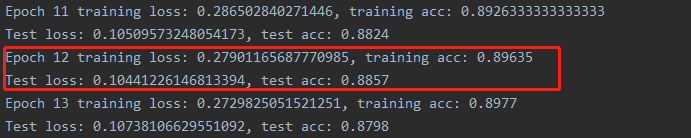 Epoch 11 training loss: 0.286502840271446, training acc: 0.8926333333333333
Test loss: 0.10509573248054173, test acc: 0.8824
Epoch 12 training loss: 0.27901165687770985, training acc: 0.89635
Test loss: 0.10441226146813394, test acc: 0.8857
Epoch 13 training loss: 0.2729825051521251, training acc: 0.8977
Test loss: 0.10738106629551092, test acc: 0.8798